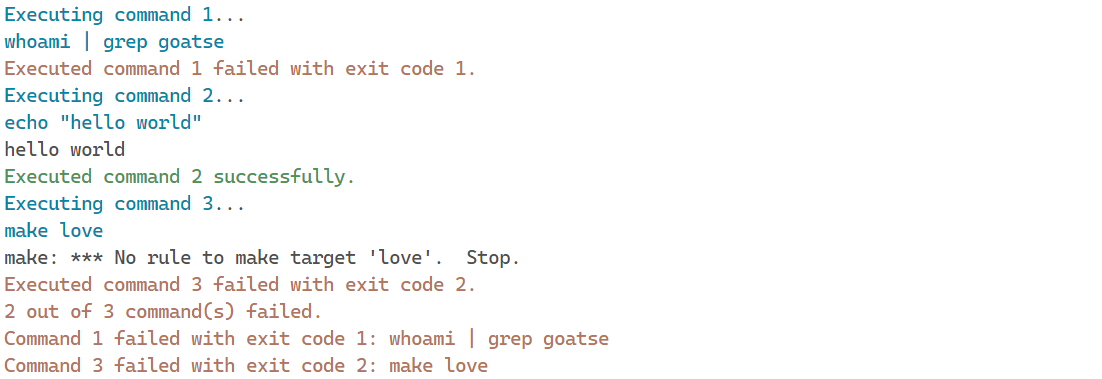 Executing command 1...
whoami | grep goatse
Executed command 1 failed with exit code 1.
Executing command 2...
echo "hello world"
hello world
Executed command 2 successfully.
Executing command 3...
make love
make: *** No rule to make target 'love'.  Stop.
Executed command 3 failed with exit code 2.
2 out of 3 command(s) failed.
Command 1 failed with exit code 1: whoami | grep goatse
Command 3 failed with exit code 2: make love